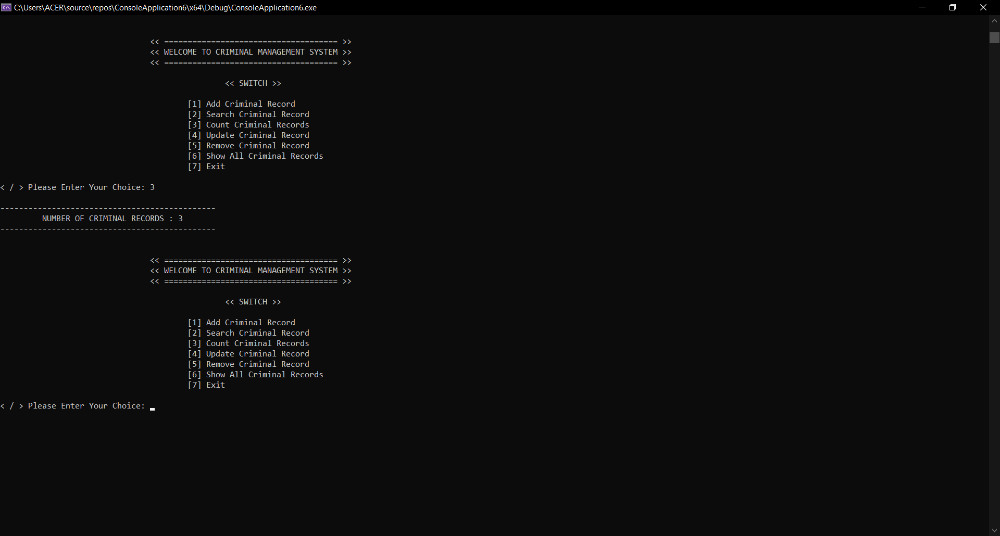 C:\Users\ACER\source\repos\ConsoleApplication6\x64\Debug\ConsoleApplication6.exe
<< ===================================== >>
<< WELCOME TO CRIMINAL MANAGEMENT SYSTEM >>
<< ===================================== >>
<< SWITCH >>
[1] Add Criminal Record
[2] Search Criminal Record
[3] Count Criminal Records
[4] Update Criminal Record
[5] Remove Criminal Record
[6] Show All Criminal Records
[7] Exit
< / > Please Enter Your Choice: 3
----------------------------------------------
NUMBER OF CRIMINAL RECORDS : 3
----------------------------------------------
<< ===================================== >>
<< WELCOME TO CRIMINAL MANAGEMENT SYSTEM >>
<< ===================================== >>
<< SWITCH >>
[1] Add Criminal Record
[2] Search Criminal Record
[3] Count Criminal Records
[4] Update Criminal Record
[5] Remove Criminal Record
[6] Show All Criminal Records
[7] Exit
< / > Please Enter Your Choice: